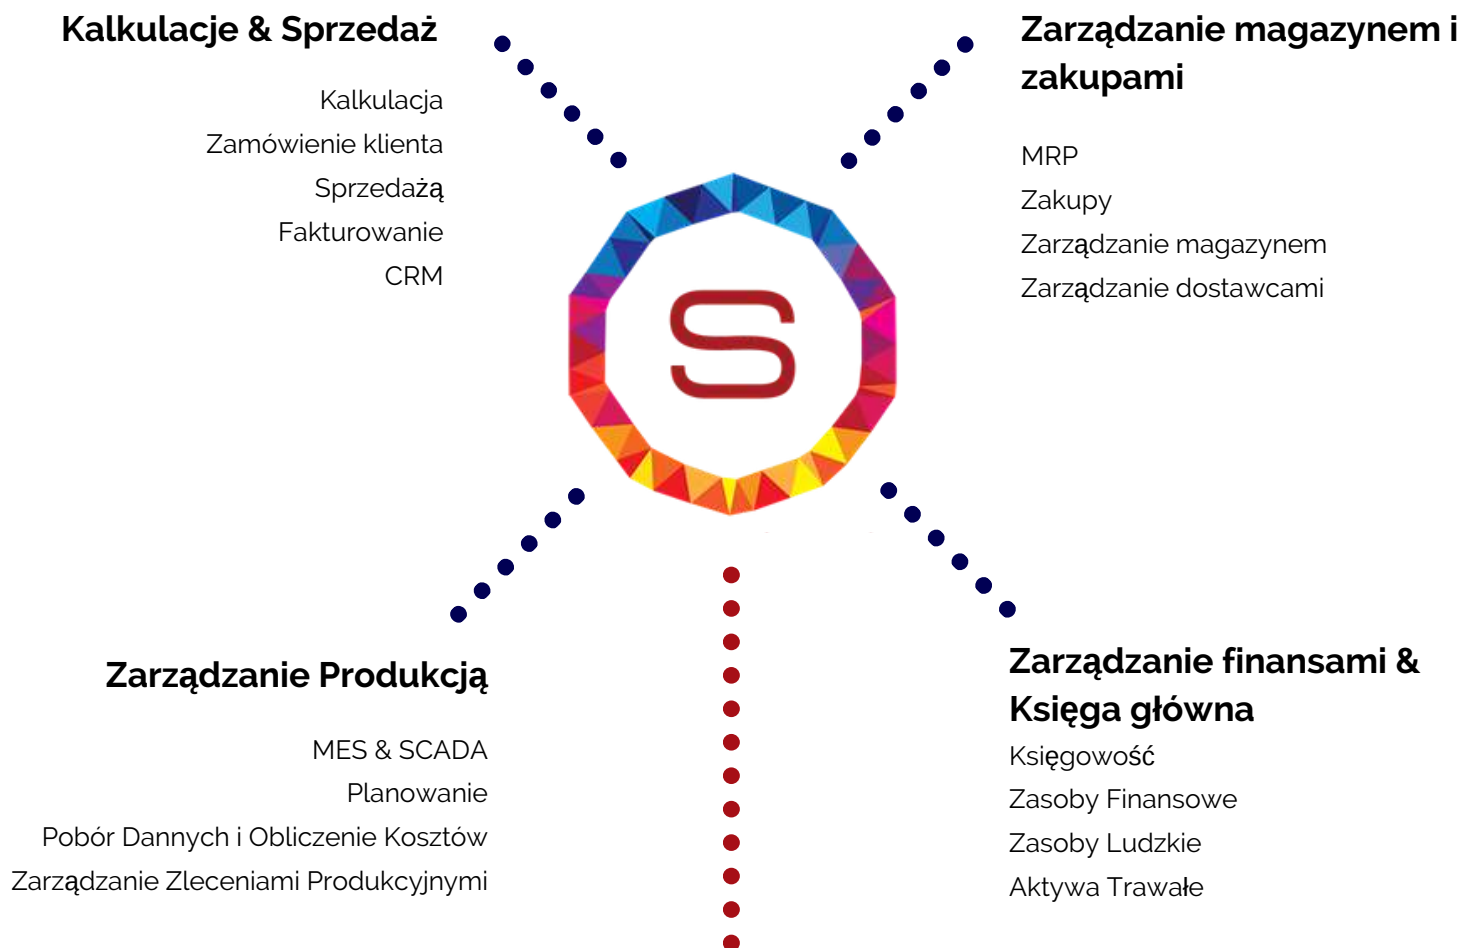 Kalkulacje & Sprzedaż
Kalkulacja
Zamówienie klienta
Sprzedażą
Fakturowanie
CRM
Zarządzanie magazynem i
zakupami
MRP
Zakupy
Zarządzanie magazynem
Zarządzanie dostawcami
S
Zarządzanie Produkcją
MES & SCADA
Planowanie
Pobór Dannych i Obliczenie Kosztów
Zarządzanie Zleceniami Produkcyjnymi
Zarządzanie finansami &
Księga główna
Księgowość
Zasoby Finansowe
Zasoby Ludzkie
Aktywa Trawałe